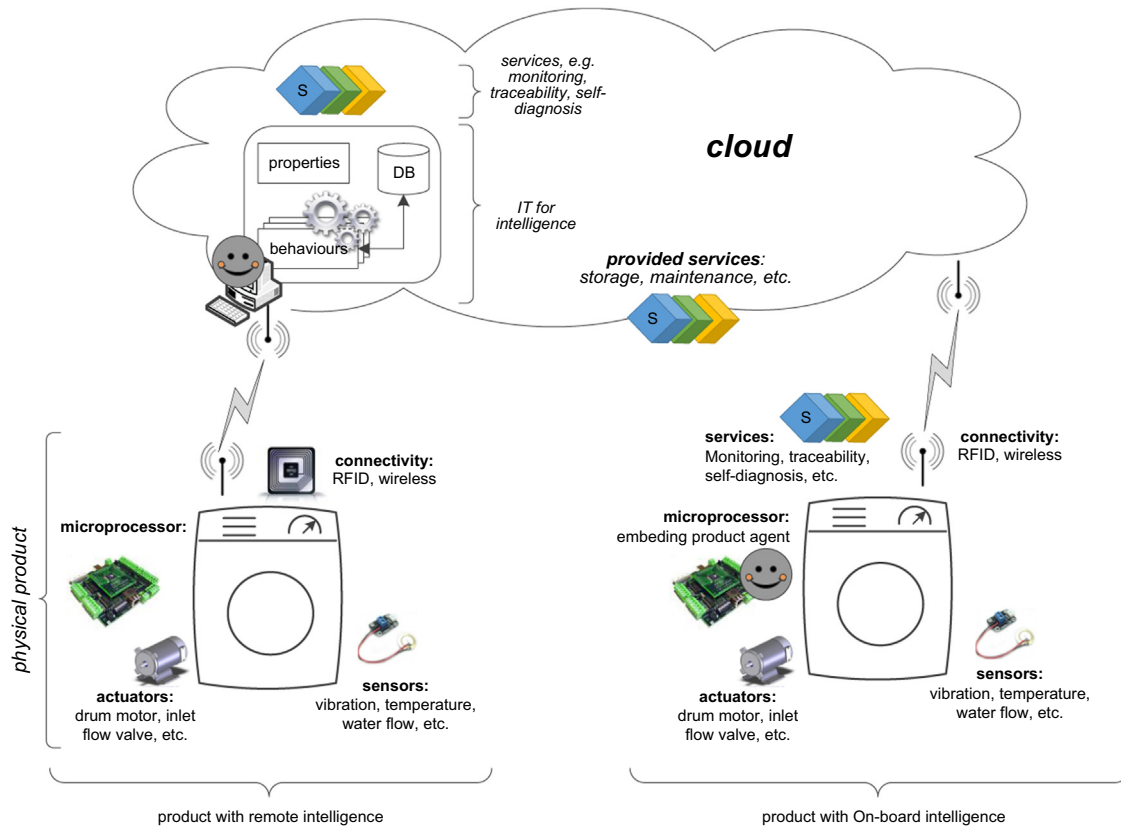 services, e.g.
monitoring,
traceability, self-
diagnosis
S
cloud
properties
DB
IT for
intelligence
behaviours
provided services:
storage, maintenance, etc.
S
physical product
connectivity:
RFID, wireless
microprocessor:
actuators:
drum motor, inlet
flow valve, etc.
sensors:
vibration, temperature,
water flow, etc.
product with remote intelligence
S
services:
Monitoring, traceability,
self-diagnosis, etc.
connectivity:
RFID, wireless
microprocessor:
embeding product agent
actuators:
drum motor, inlet
flow valve, etc.
sensors:
vibration, temperature,
water flow, etc.
product with On-board intelligence